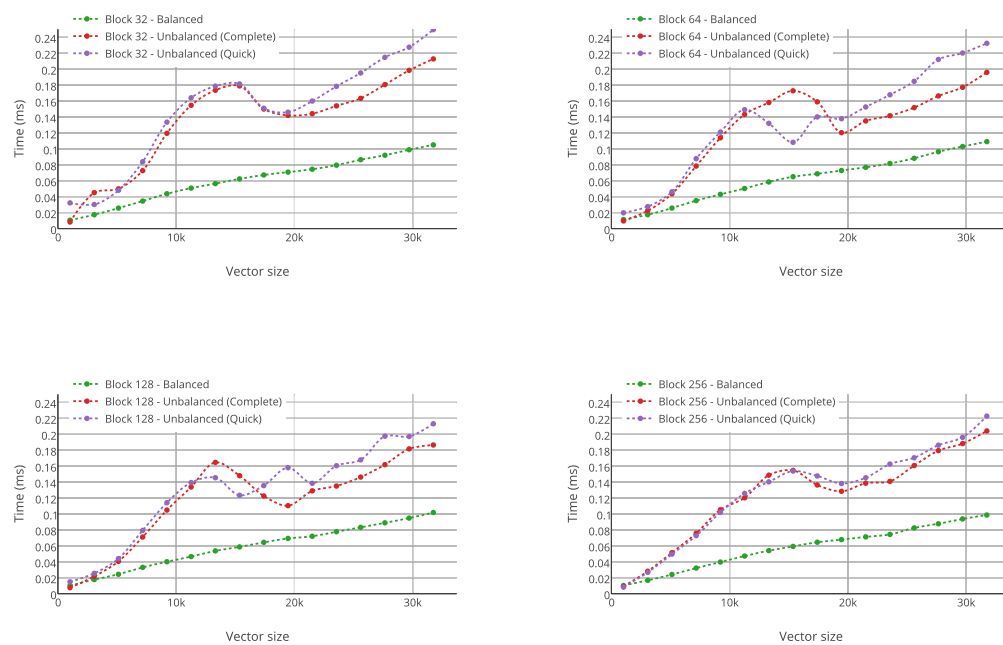 Block 32 - Balanced
Block 32 - Unbalanced (Complete)
Block 32 - Unbalanced (Quick)
0.24
0.22
0.2
0.18
0.16
0.14
0.12
0.1
0.08
0.06
0.04
0.02
0
0 10k 20k 30k
Time (ms)
Vector size
Block 64 - Balanced
Block 64 - Unbalanced (Complete)
Block 64 - Unbalanced (Quick)
0.24
0.22
0.2
0.18
0.16
0.14
0.12
0.1
0.08
0.06
0.04
0.02
0
0 10k 20k 30k
Time (ms)
Vector size
Block 128 - Balanced
Block 128 - Unbalanced (Complete)
Block 128 - Unbalanced (Quick)
0.24
0.22
0.2
0.18
0.16
0.14
0.12
0.1
0.08
0.06
0.04
0.02
0
0 10k 20k 30k
Time (ms)
Vector size
Block 256 - Balanced
Block 256 - Unbalanced (Complete)
Block 256 - Unbalanced (Quick)
0.24
0.22
0.2
0.18
0.16
0.14
0.12
0.1
0.08
0.06
0.04
0.02
0
0 10k 20k 30k
Time (ms)
Vector size